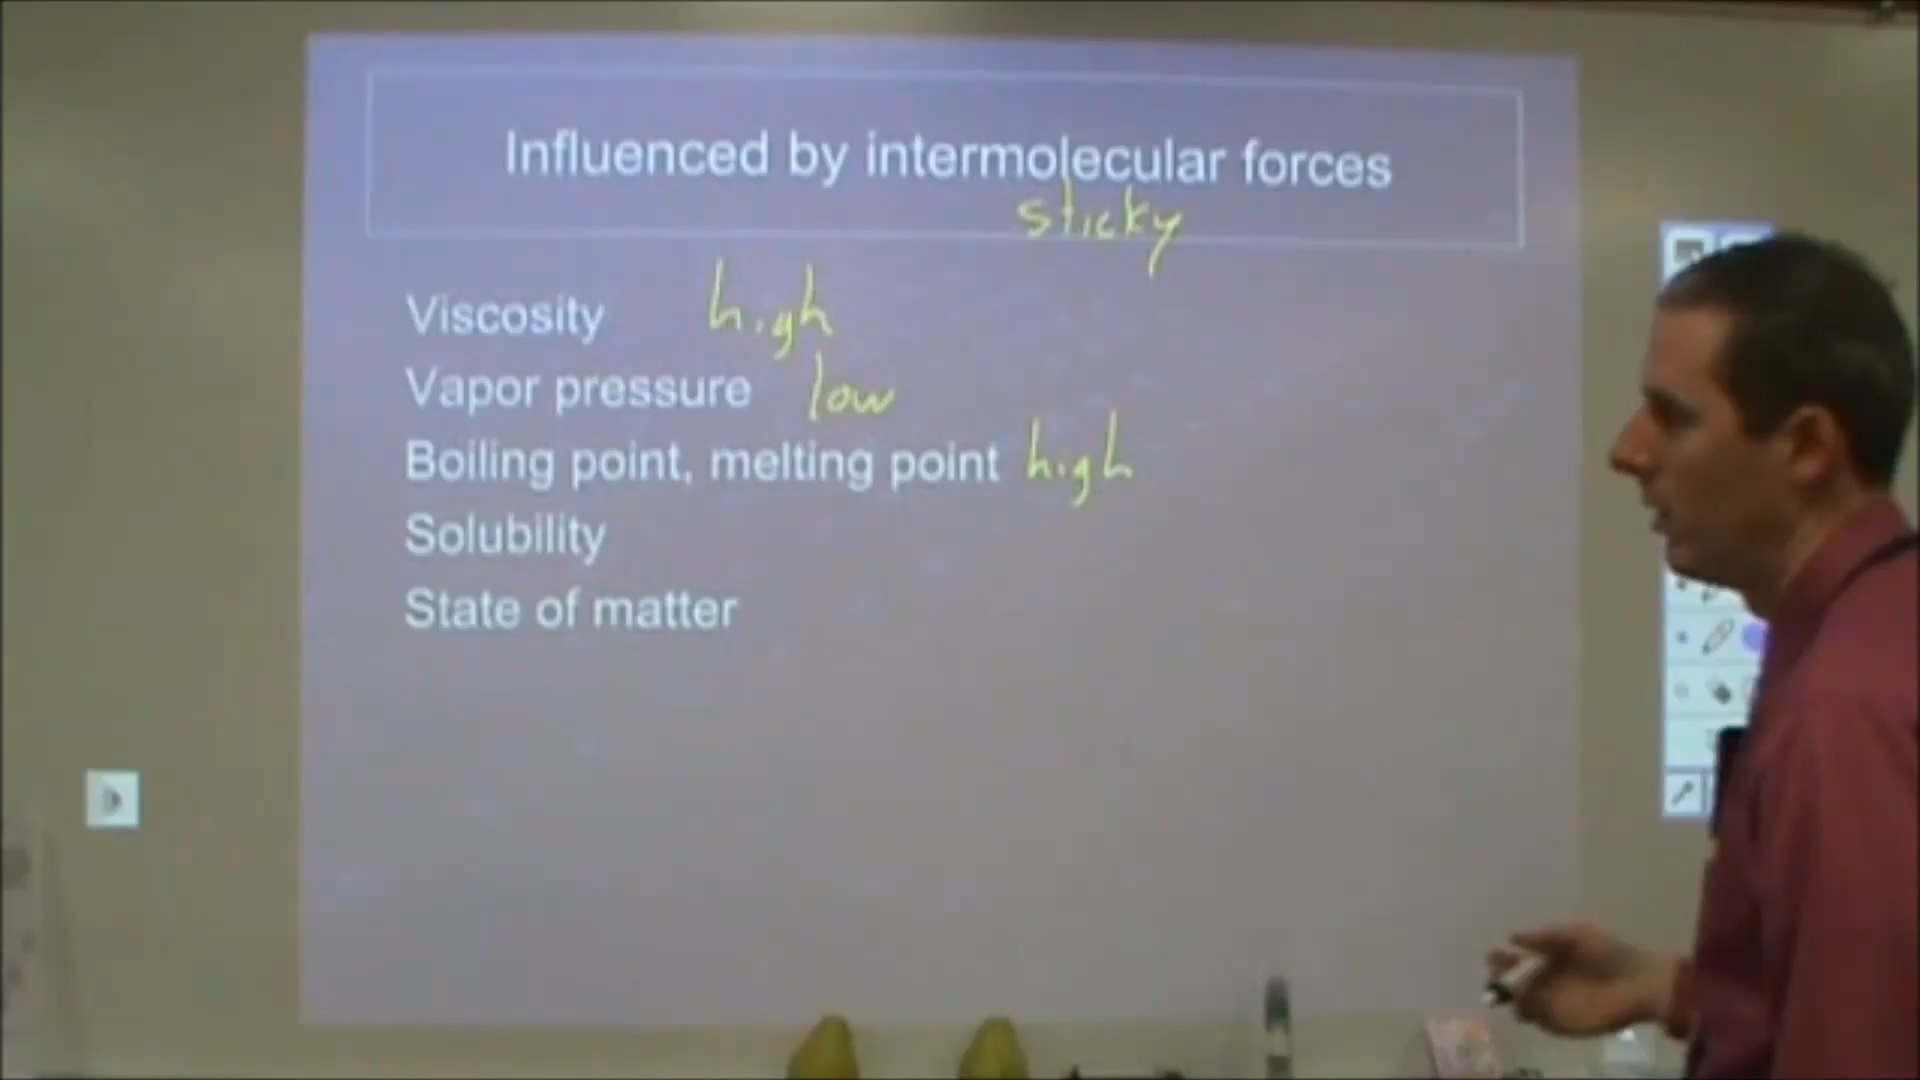 Influenced by intermolecular forces
sticky
Viscosity high
Vapor pressure low
Boiling point, melting point high
Solubility
State of matter